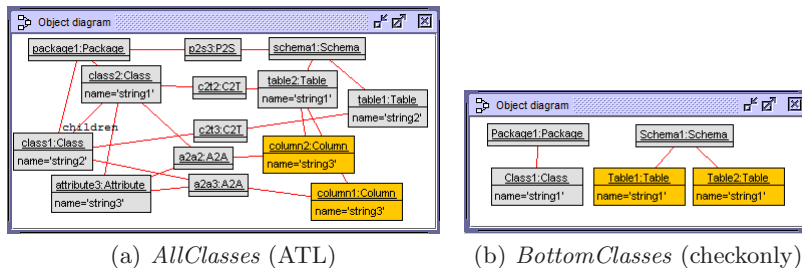 Object diagram
package1:Package
p2s3:P2S
schema1:Schema
class2:Class
name='string1'
c2t2:C2T
table2:Table
name='string1'
table1:Table
name='string2'
children
c2t3:C2T
class1:Class
name='string2'
a2a2:A2A
column2:Column
name='string3'
attribute3:Attribute
name='string3'
a2a3:A2A
column1:Column
name='string3'
(a) AllClasses (ATL)
Object diagram
Package1:Package
Schema1:Schema
Class1:Class
name='string1'
Table1:Table
name='string1'
Table2:Table
name='string1'
(b) BottomClasses (checkonly)